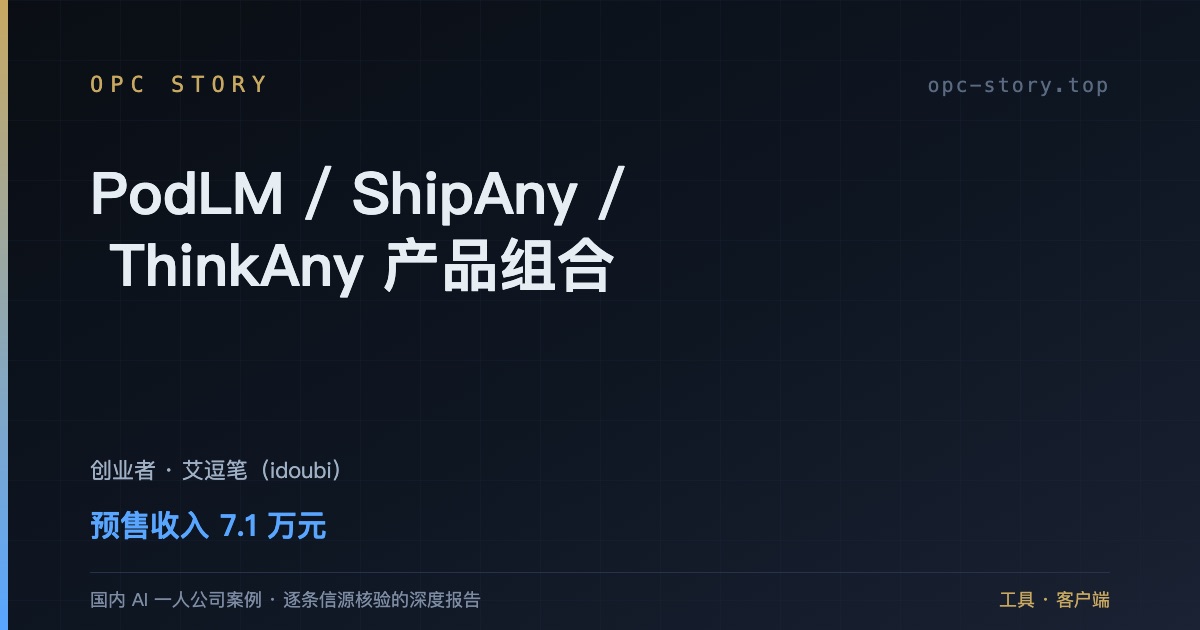 OPC STORY
opc-story.top
PodLM / ShipAny /
ThinkAny 产品组合
创业者 · 艾逗笔（idoubi）
预售收入 7.1 万元
国内 AI 一人公司案例 · 逐条信源核验的深度报告
工具 · 客户端